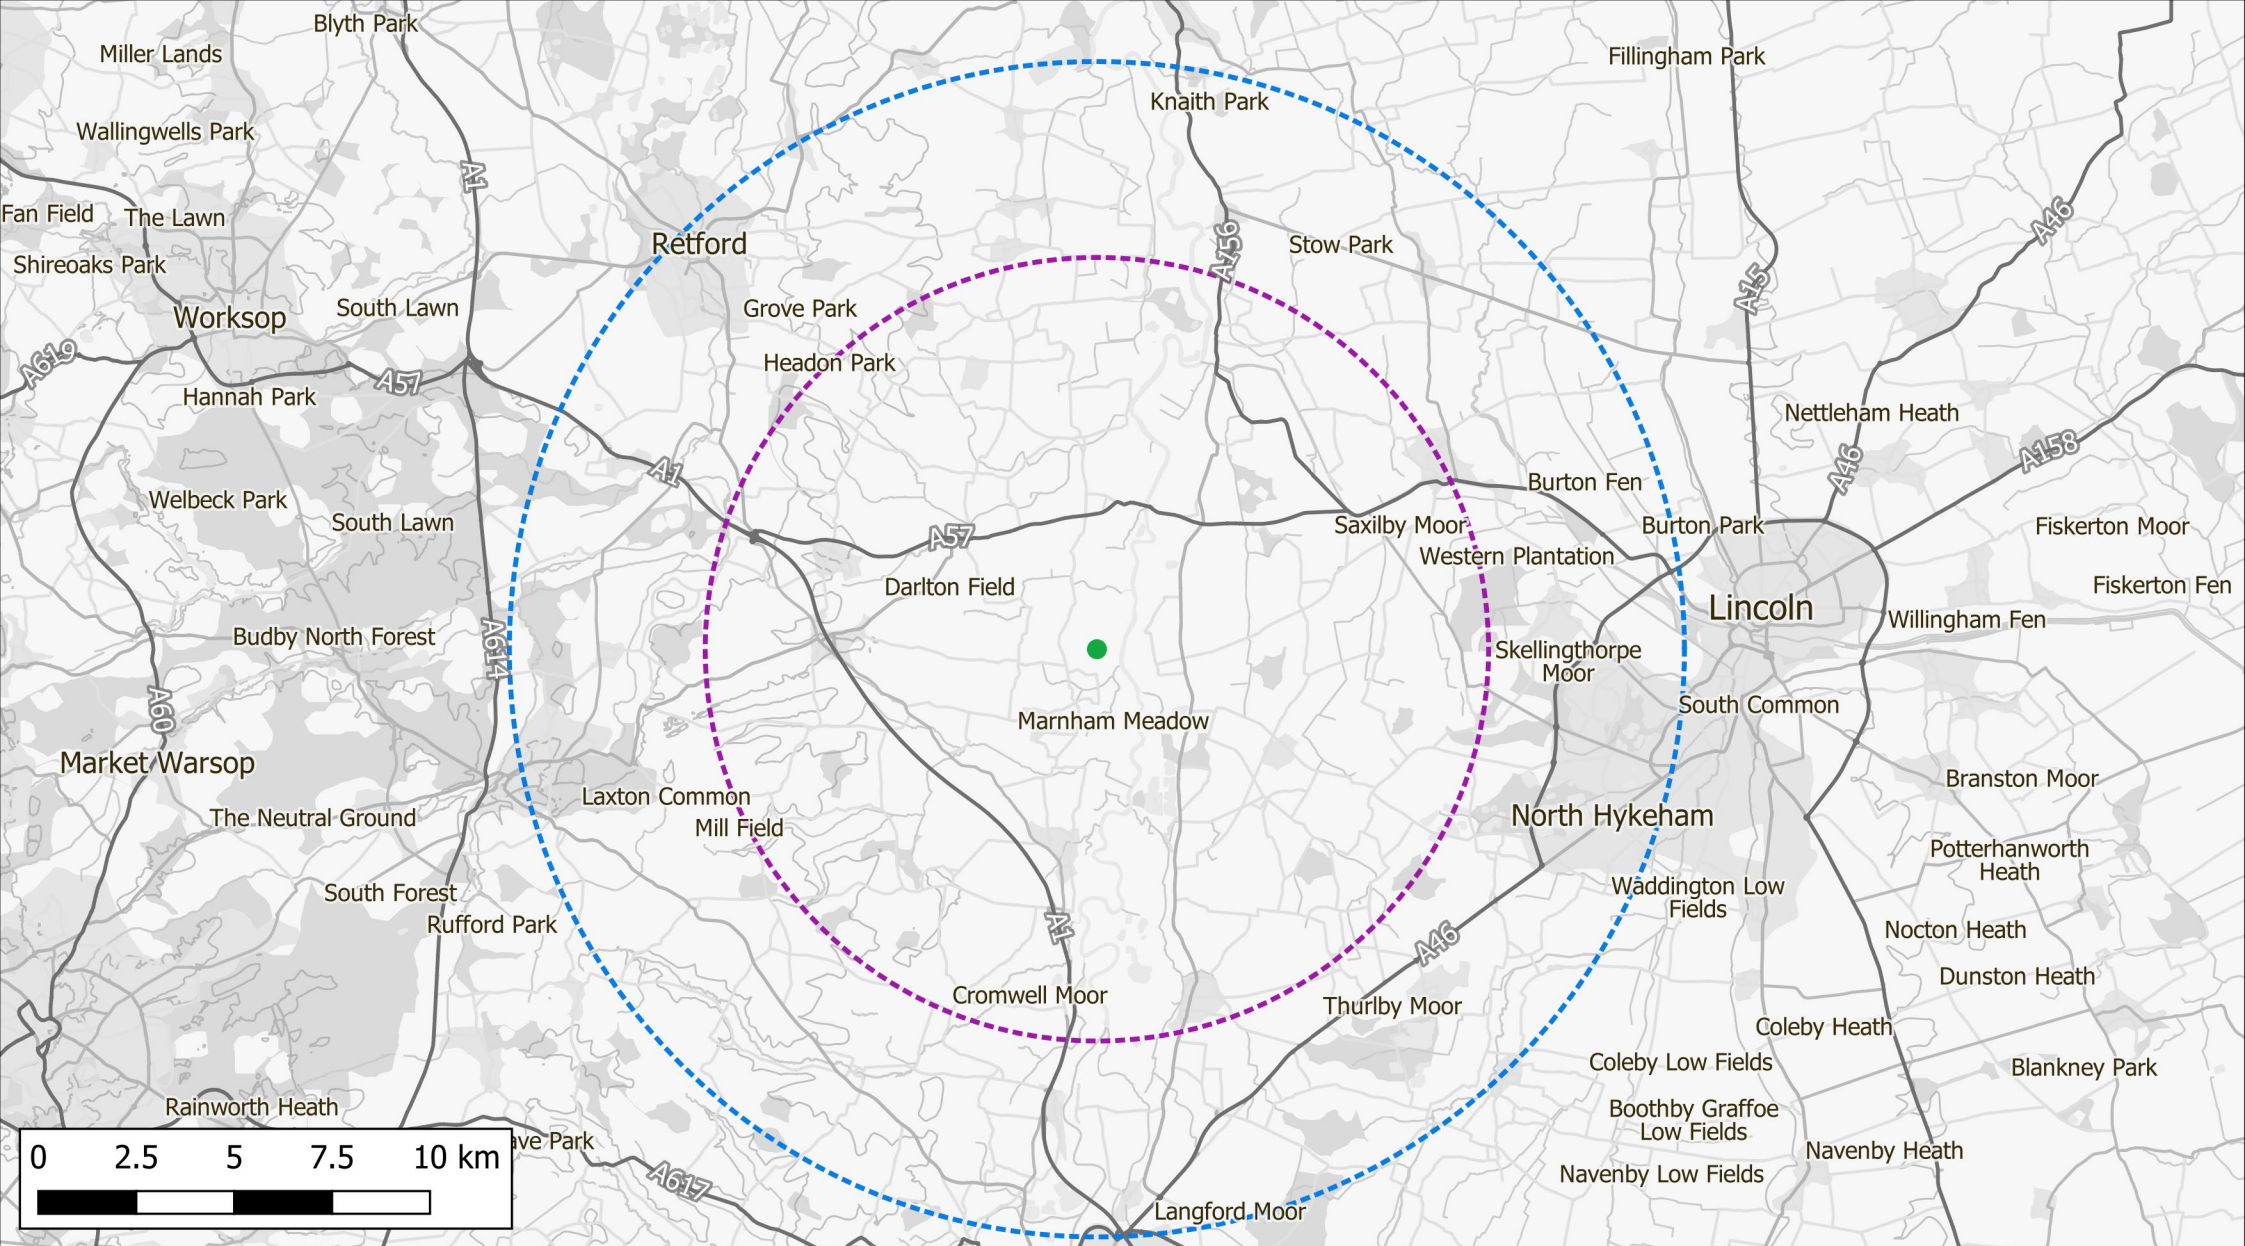 Blyth Park
Miller Lands
Fillingham Park
Knaith Park
Wallingwells Park
A1
Fan Field
The Lawn
A46
Retford
A156
Stow Park
Shireoaks Park
A15
South Lawn
Grove Park
Worksop
A619
Headon Park
A57
Hannah Park
Nettleham Heath
A158
A46
A1
Burton Fen
Welbeck Park
South Lawn
Saxilby Moor
Burton Park
Fiskerton Moor
A57
Western Plantation
Darlton Field
Fiskerton Fen
Lincoln
Willingham Fen
Budby North Forest
A614
Skellingthorpe
Moor
A60
South Common
Marnham Meadow
Market Warsop
Branston Moor
Laxton Common
The Neutral Ground
Mill Field
North Hykeham
Potterhanworth
Heath
South Forest
Waddington Low
Fields
Rufford Park
A1
A46
Nocton Heath
Dunston Heath
Cromwell Moor
Thurlby Moor
Coleby Heath
Coleby Low Fields
Blankney Park
Rainworth Heath
Boothby Graffoe
Low Fields
ave Park
Navenby Heath
0 2.5 5 7.5 10 km
A617
Navenby Low Fields
Langford Moor